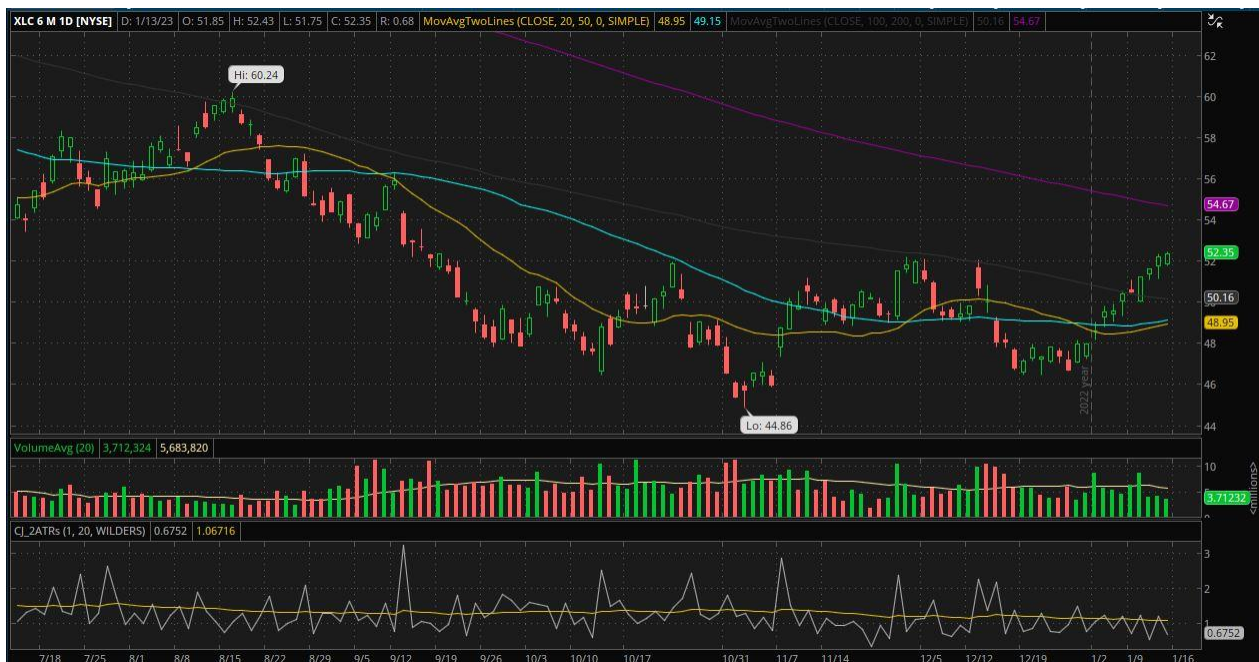 XLC 6 M 1D [NYSE] D: 1/13/23 O: 51.85 H: 52.43 L: 51.75 C: 52.35 R: 0.68 MovAvgTwoLines (CLOSE, 20, 50, 0, SIMPLE) 48.95 49.15 MovAvgTwoLines (CLOSE, 100, 200, 0, SIMPLE) 50.16 54.67
62
Hi: 60.24
60
58
56
54.67
54
52.35
52
50.16
48.95
48
2022 year
46
Lo: 44.86
44
VolumeAvg (20) 3,712,324 5,683,820
10
3.71232
<millions>
CJ_2ATRs (1, 20, WILDERS) 0.6752 1.06716
3
2
1
0.6752
7/18 7/25 8/1 8/8 8/15 8/22 8/29 9/5 9/12 9/19 9/26 10/3 10/10 10/17 10/31 11/7 11/14 12/5 12/12 12/19 1/2 1/9 1/16